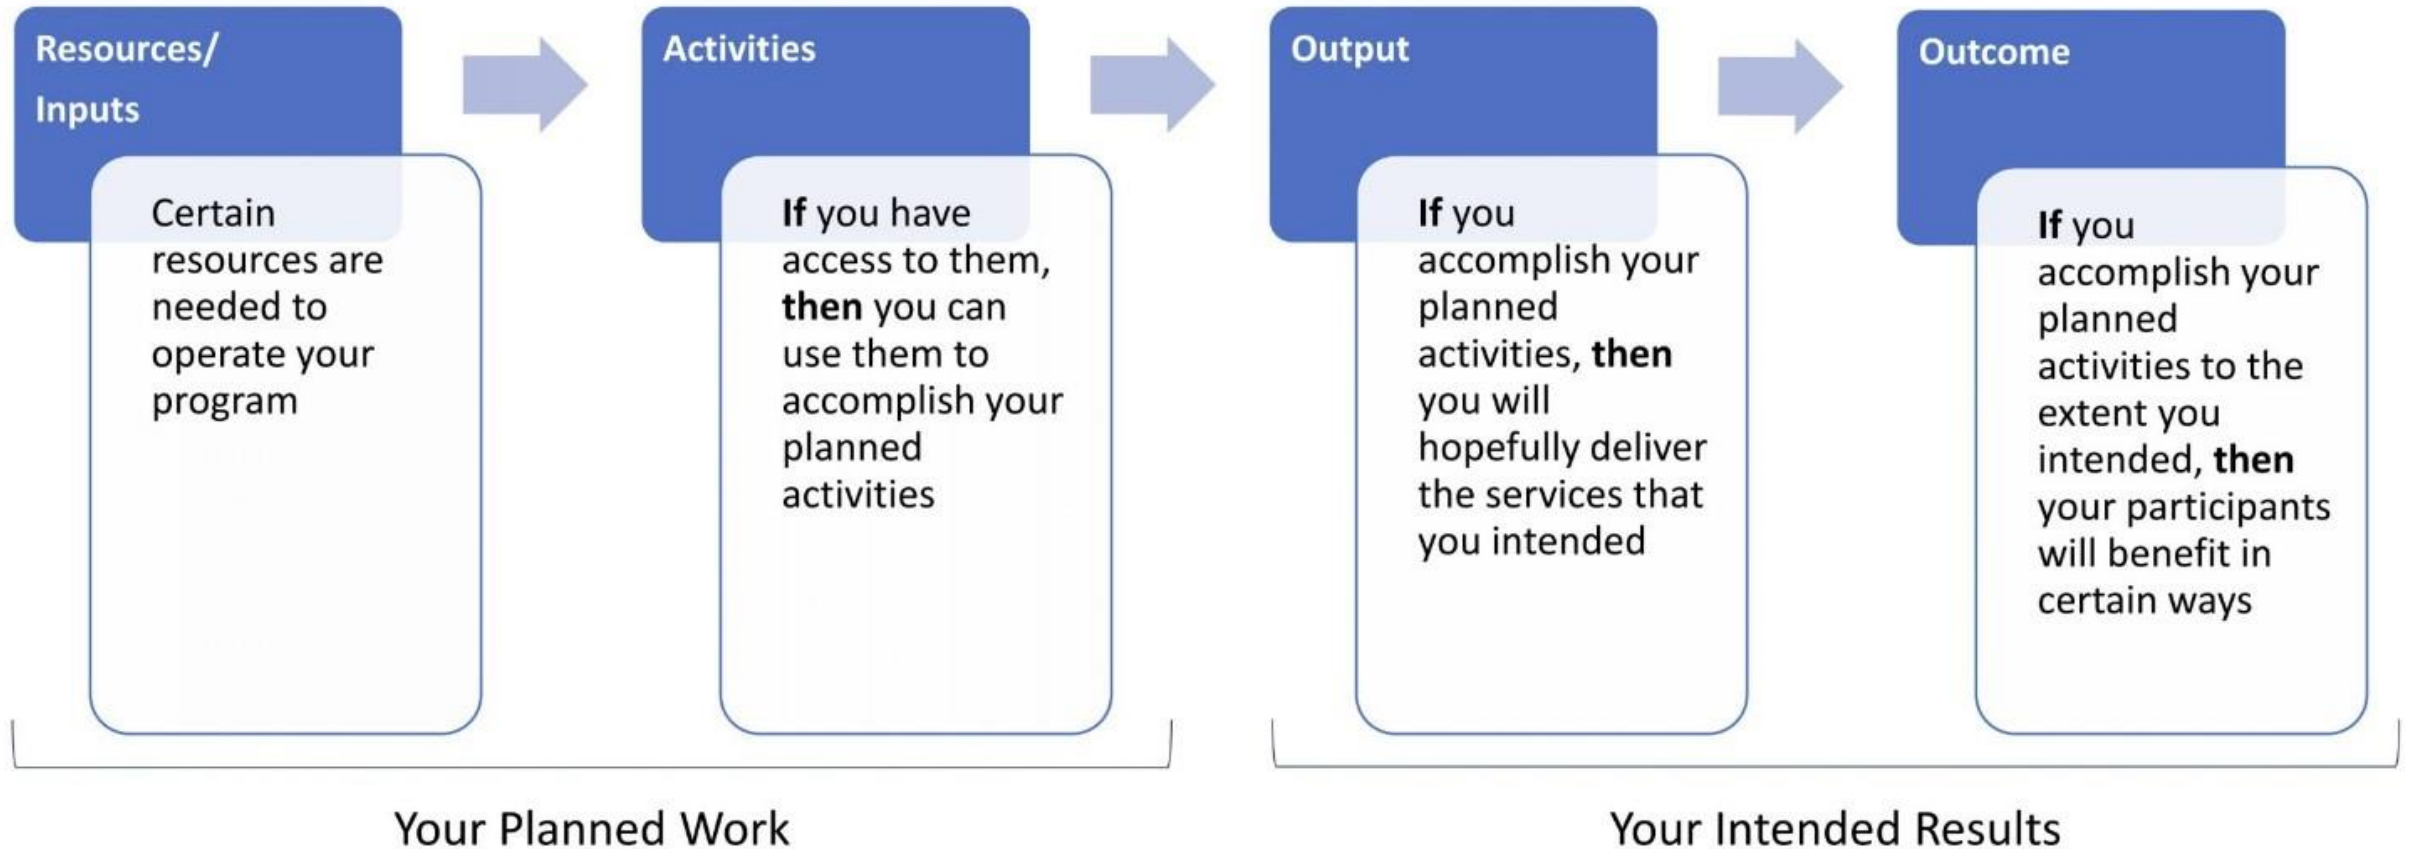 Resources/
Inputs
Certain
resources are
needed to
operate your
program
Activities
If you have
access to them,
then you can
use them to
accomplish your
planned
activities
Output
If you
accomplish your
planned
activities, then
you will
hopefully deliver
the services that
you intended
Outcome
If you
accomplish your
planned
activities to the
extent you
intended, then
your participants
will benefit in
certain ways
Your Planned Work
Your Intended Results